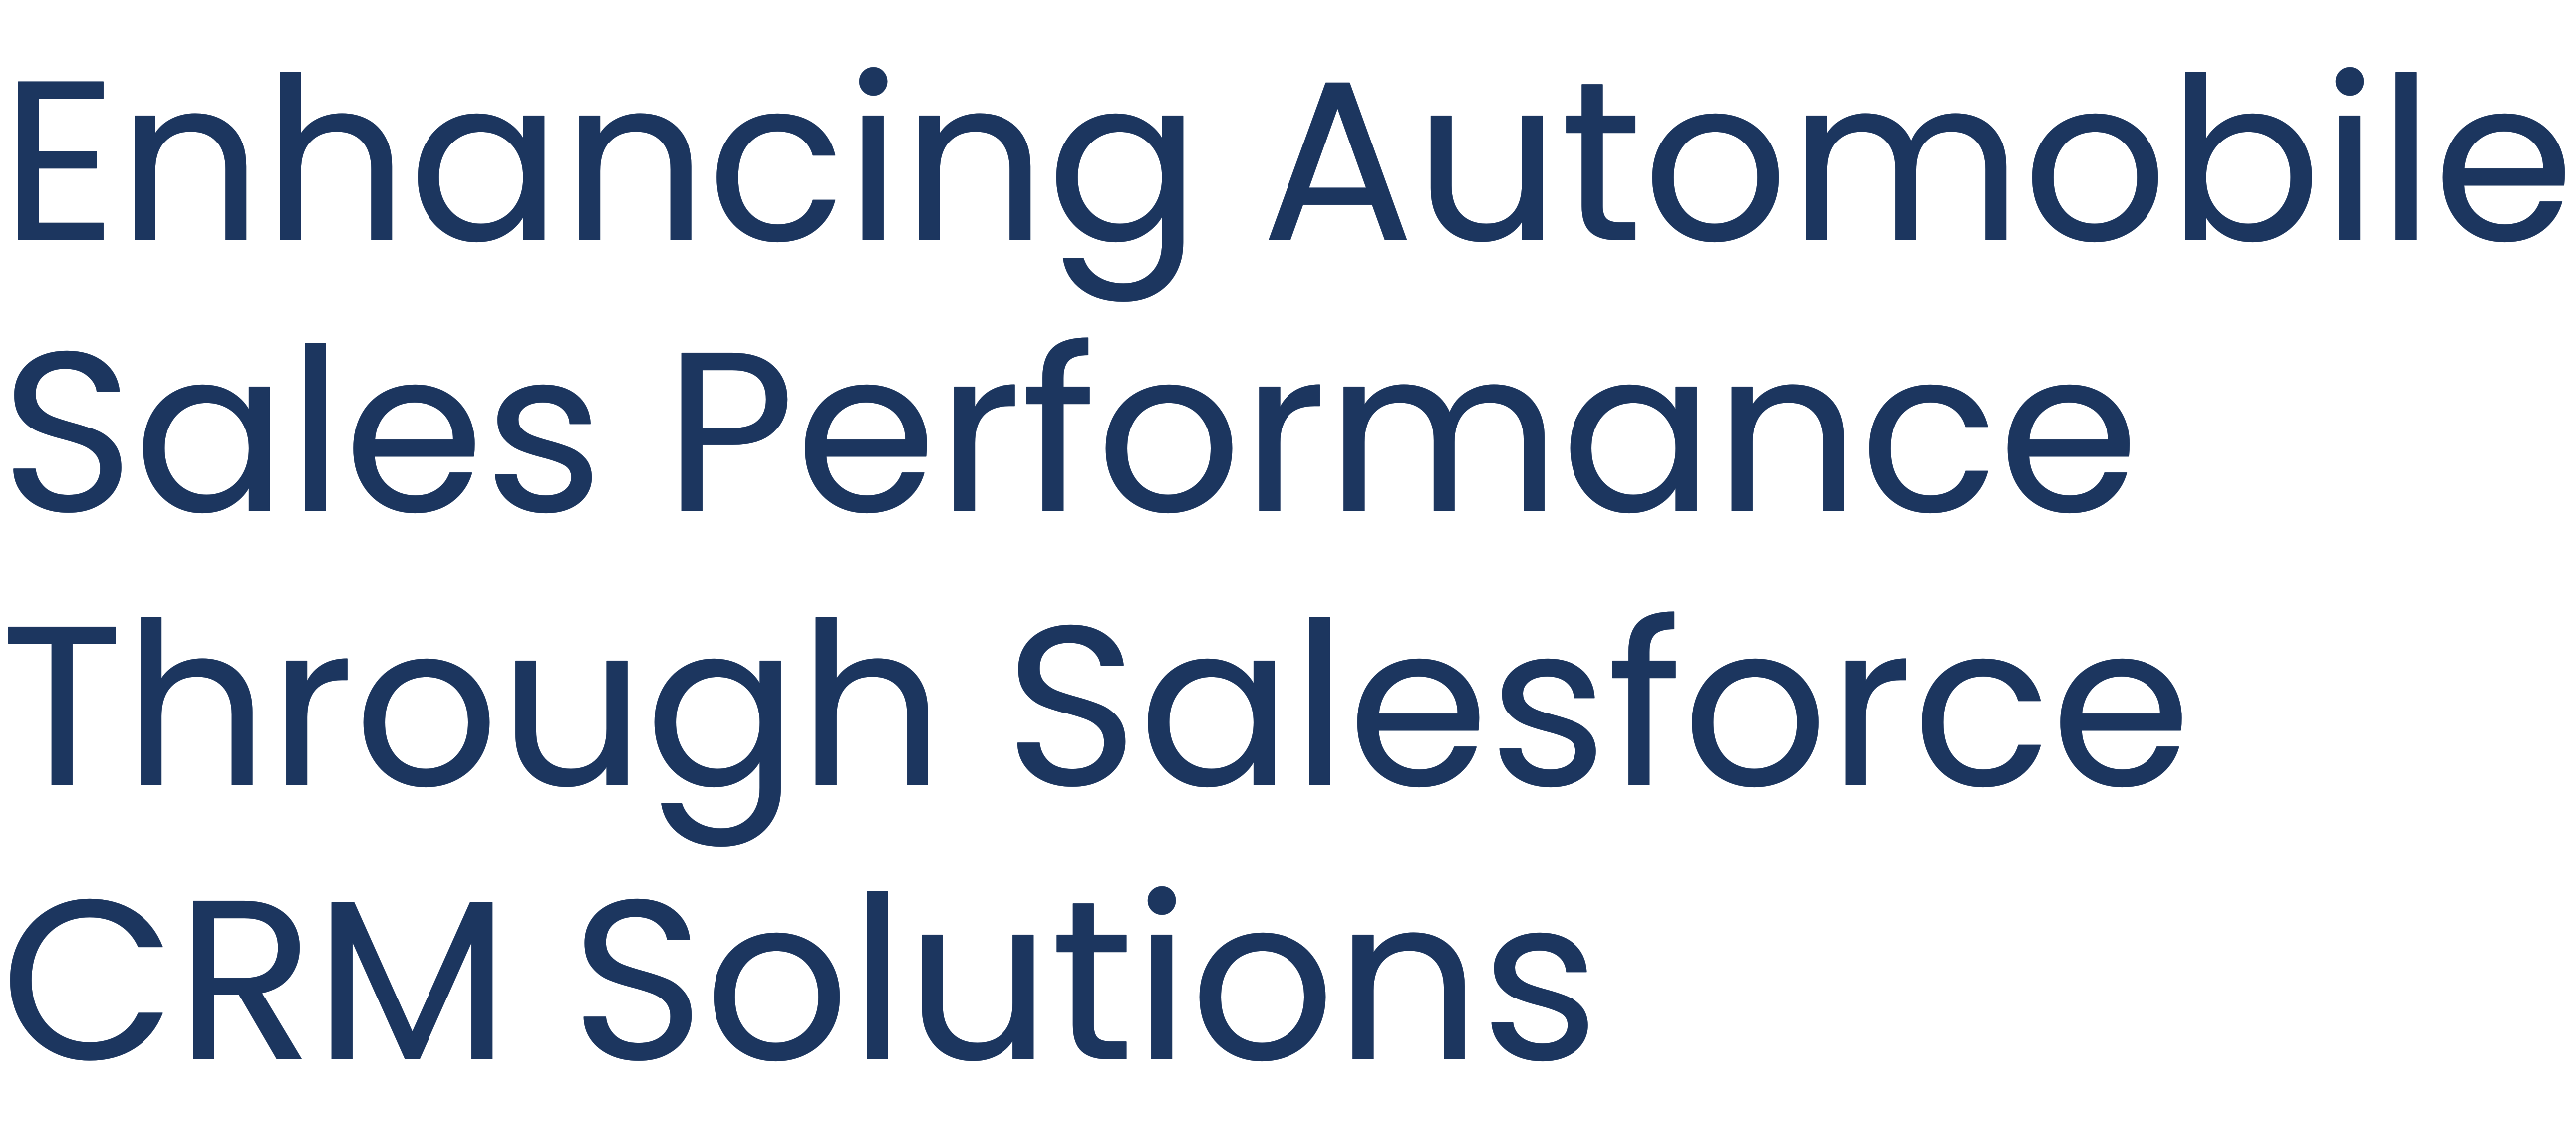 Enhancing Automobile
Sales Performance
Through Salesforce
CRM Solutions